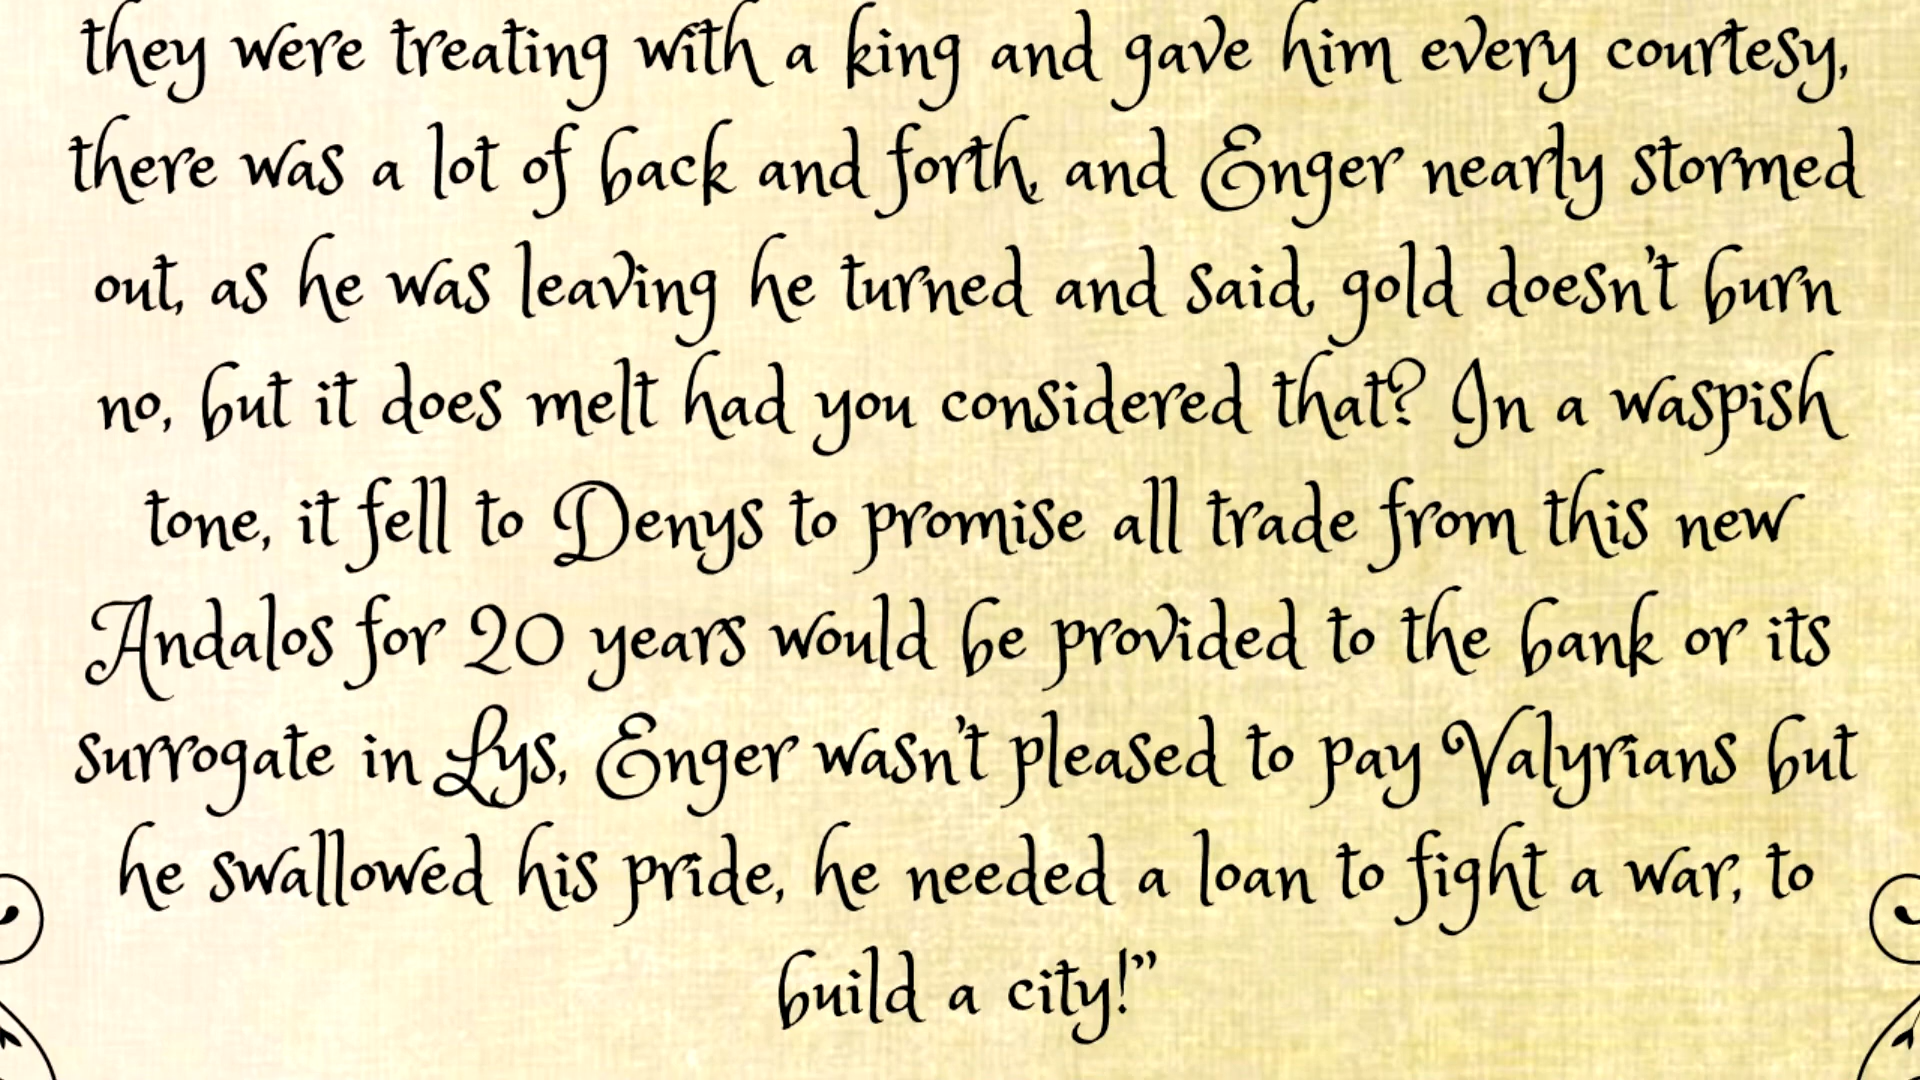 they were treating with a king and gave him every courtesy,
there was a lot of back and forth, and Enger nearly stormed
out, as he was leaving he turned and said, gold doesn't burn
no, but it does melt had you considered that? In a waspish
tone, it fell to Denys to promise all trade from this new
Andalos for 20 years would be provided to the bank or its
surrogate in Lys, Enger wasn't pleased to pay Valyrians but
he swallowed his pride, he needed a loan to fight a war, to
build a city!”